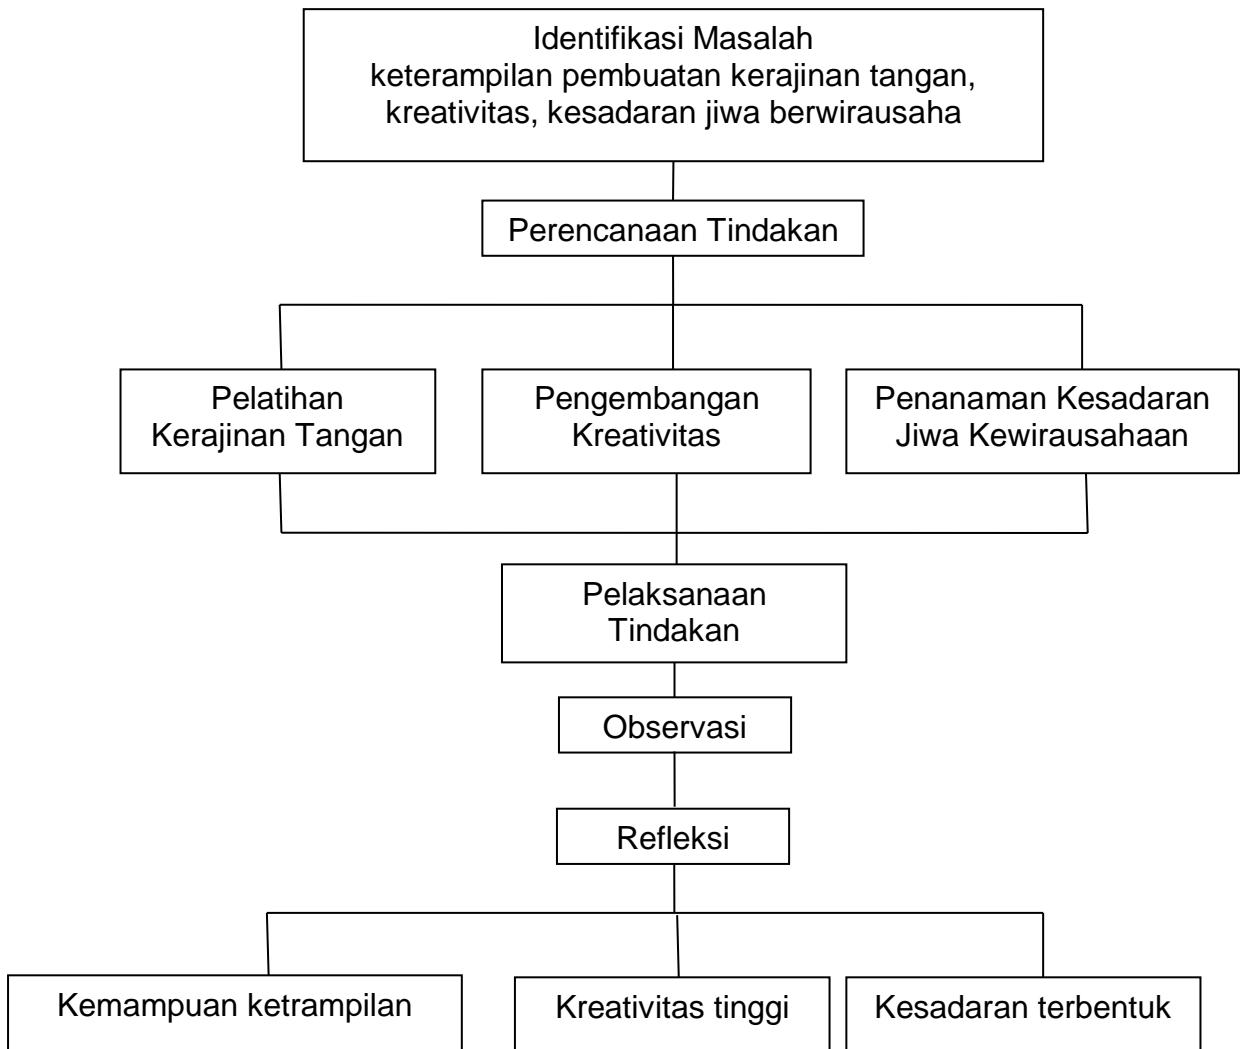 Identifikasi Masalah
keterampilan pembuatan kerajinan tangan,
kreativitas, kesadaran jiwa berwirausaha
Perencanaan Tindakan
Pelatihan
Kerajinan Tangan
Pengembangan
Kreativitas
Penanaman Kesadaran
Jiwa Kewirausahaan
Pelaksanaan
Tindakan
Observasi
Refleksi
Kemampuan ketrampilan
Kreativitas tinggi
Kesadaran terbentuk